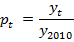 p_t = y_t / y_2010